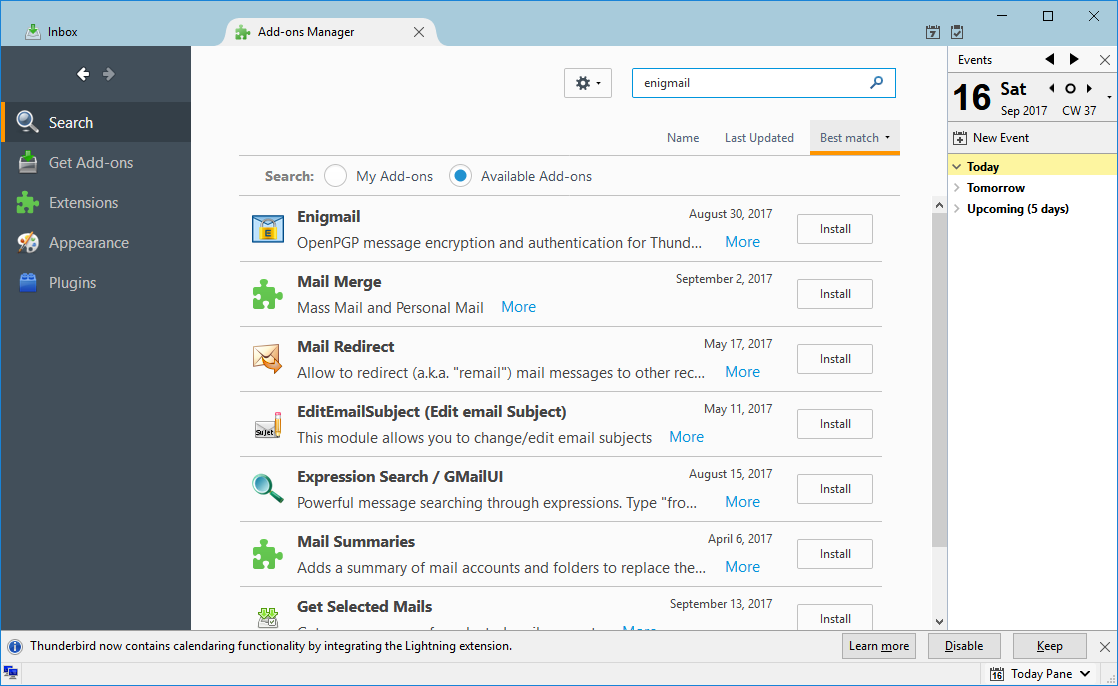 Inbox
Add-ons Manager
7
Search
Get Add-ons
Extensions
Appearance
Plugins
enigmail
Name
Last Updated
Best match
Search:
My Add-ons
Available Add-ons
Enigmail
August 30, 2017
OpenPGP message encryption and authentication for Thund...
More
Install
Mail Merge
September 2, 2017
Mass Mail and Personal Mail
More
Install
Mail Redirect
May 17, 2017
Allow to redirect (a.k.a. "remail") mail messages to other rec...
More
Install
Sujet
EditEmailSubject (Edit email Subject)
May 11, 2017
This module allows you to change/edit email subjects
More
Install
Expression Search / GMailUI
August 15, 2017
Powerful message searching through expressions. Type "fro...
More
Install
Mail Summaries
April 6, 2017
Adds a summary of mail accounts and folders to replace the...
More
Install
Get Selected Mails
September 13, 2017
More
Install
Events
16
Sat
Sep 2017
CW 37
New Event
Today
Tomorrow
Upcoming (5 days)
Thunderbird now contains calendaring functionality by integrating the Lightning extension.
Learn more
Disable
Keep
16
Today Pane